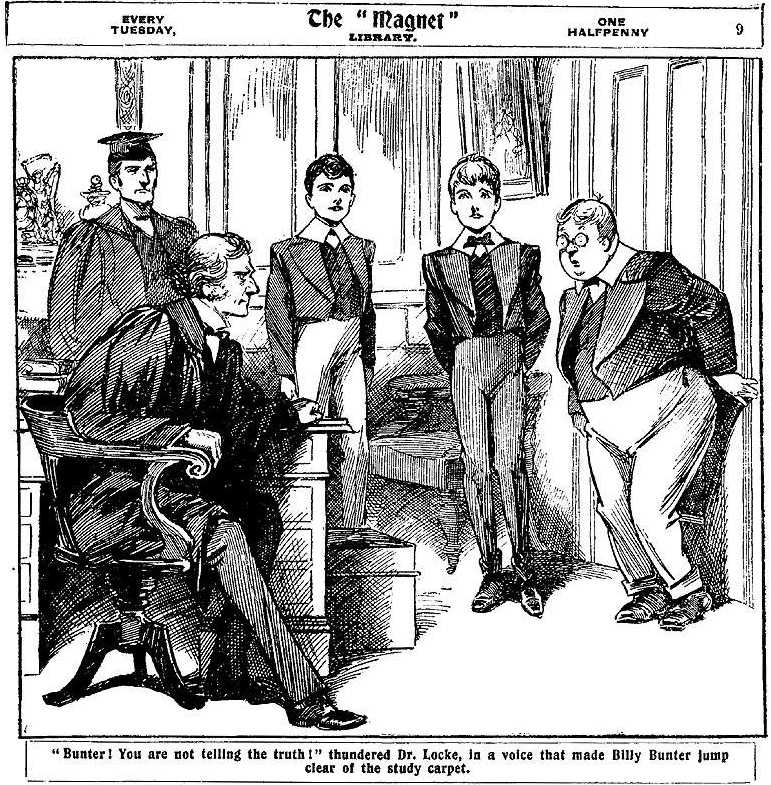 EVERY
TUESDAY,
The "Magnet"
LIBRARY.
ONE
HALFPENNY
9
"Bunter! You are not telling the truth!" thundered Dr. Locke, in a voice that made Billy Bunter jump
clear of the study carpet.